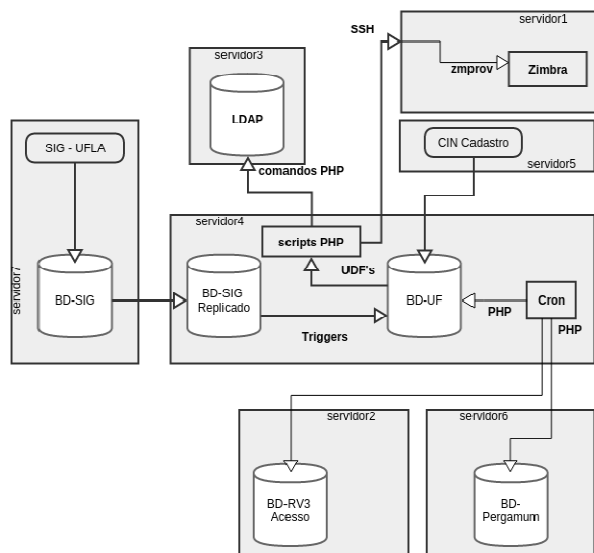 servidor1
SSH
zmprov
Zimbra
servidor3
LDAP
comandos PHP
CIN Cadastro
servidor5
SIG - UFLA
servidor7
BD-SIG
servidor4
scripts PHP
UDF's
BD-SIG
Replicado
Triggers
BD-UF
PHP
Cron
PHP
servidor2
BD-RV3
Acesso
servidor6
BD-
Pergamum